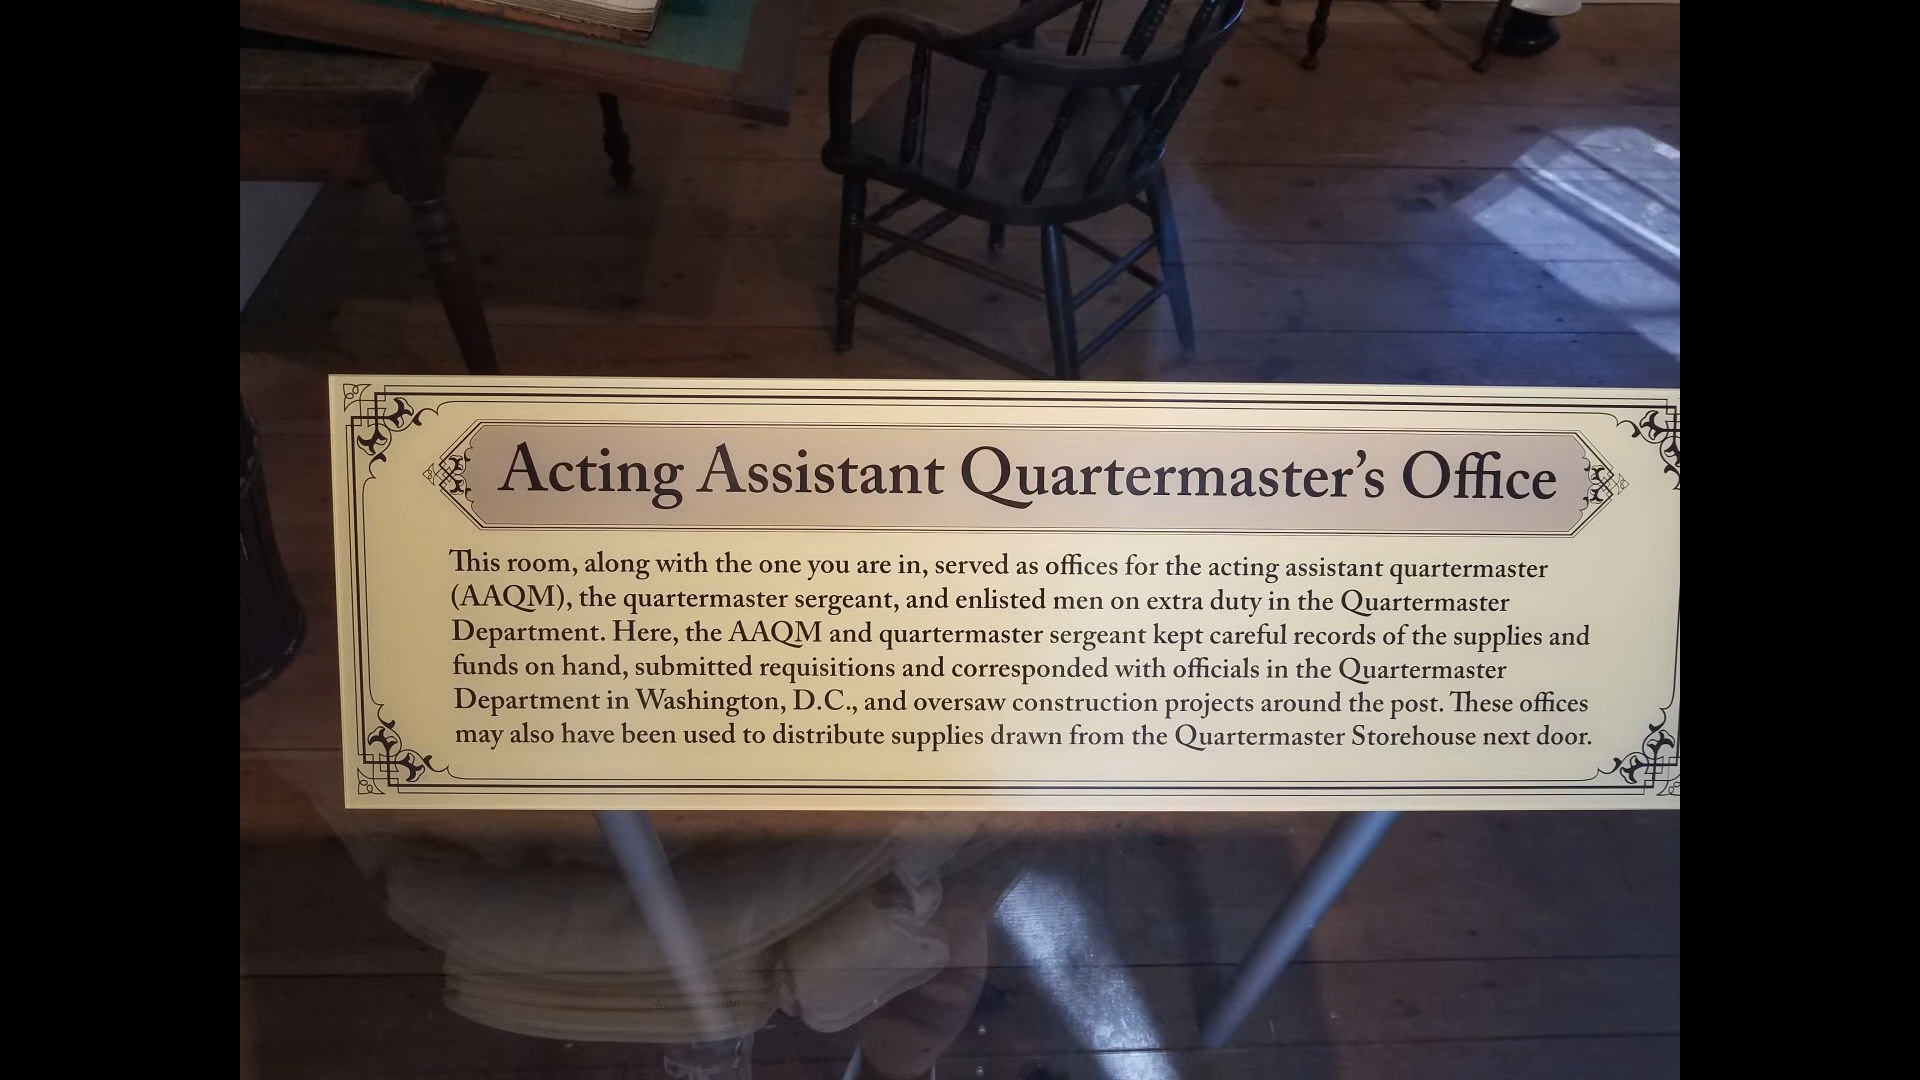 Acting Assistant Quartermaster's Office
This room, along with the one you are in, served as offices for the acting assistant quartermaster
(AAQM), the quartermaster sergeant, and enlisted men on extra duty in the Quartermaster
Department. Here, the AAQM and quartermaster sergeant kept careful records of the supplies and
funds on hand, submitted requisitions and corresponded with officials in the Quartermaster
Department in Washington, D.C., and oversaw construction projects around the post. These offices
may also have been used to distribute supplies drawn from the Quartermaster Storehouse next door.